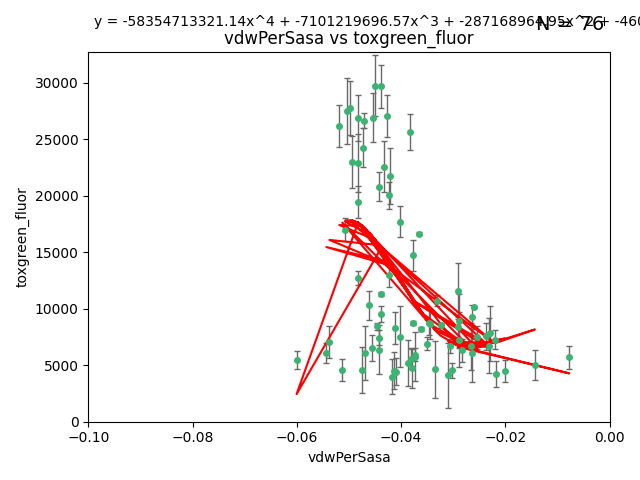 y = -58354713321.14x^4 + -7101219696.57x^3 + -287168964.95x^2 + -460
N = 76
vdwPerSasa vs toxgreen_fluor
30000
25000
20000
15000
10000
5000
0
toxgreen_fluor
−0.10 −0.08 −0.06 −0.04 −0.02 0.00
vdwPerSasa